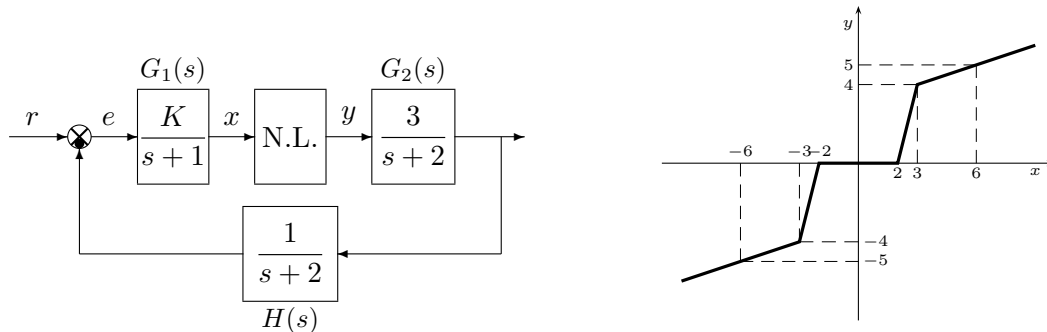 G₁(s) G₂(s)
r e K x N.L. y 3
s + 1 s + 2
1
s + 2
H(s)
y
5
4
−6 −3 −2
2 3 6 x
−4
−5